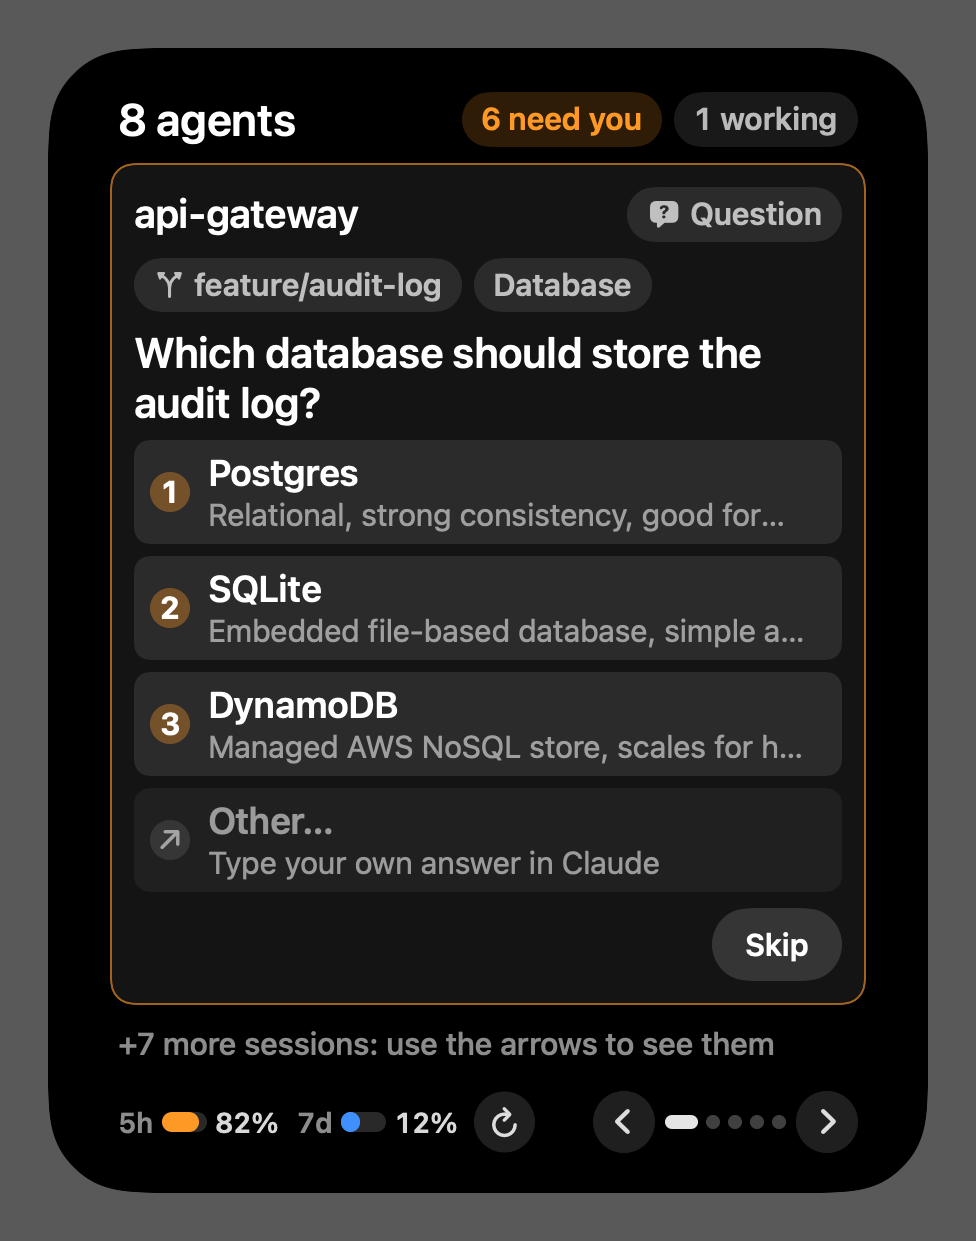 8 agents
6 need you
1 working
api-gateway
Question
feature/audit-log
Database
Which database should store the
audit log?
1
Postgres
Relational, strong consistency, good for...
2
SQLite
Embedded file-based database, simple a...
3
DynamoDB
Managed AWS NoSQL store, scales for h...
Other...
Type your own answer in Claude
Skip
+7 more sessions: use the arrows to see them
5h 82% 7d 12%